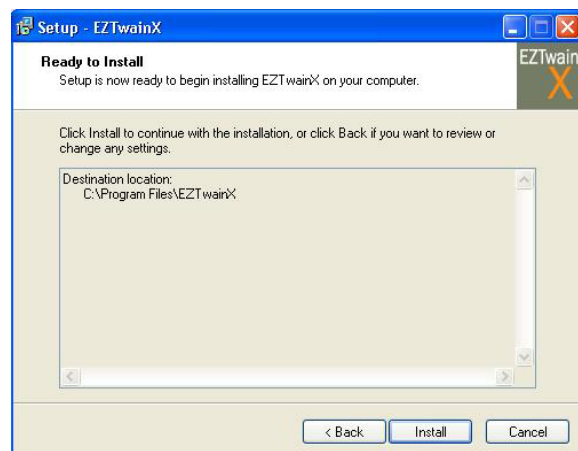 Setup - EZTwainX
Ready to Install
Setup is now ready to begin installing EZTwainX on your computer.
EZTwain
X
Click Install to continue with the installation, or click Back if you want to review or
change any settings.
Destination location:
C:\Program Files\EZTwainX
< Back
Install
Cancel